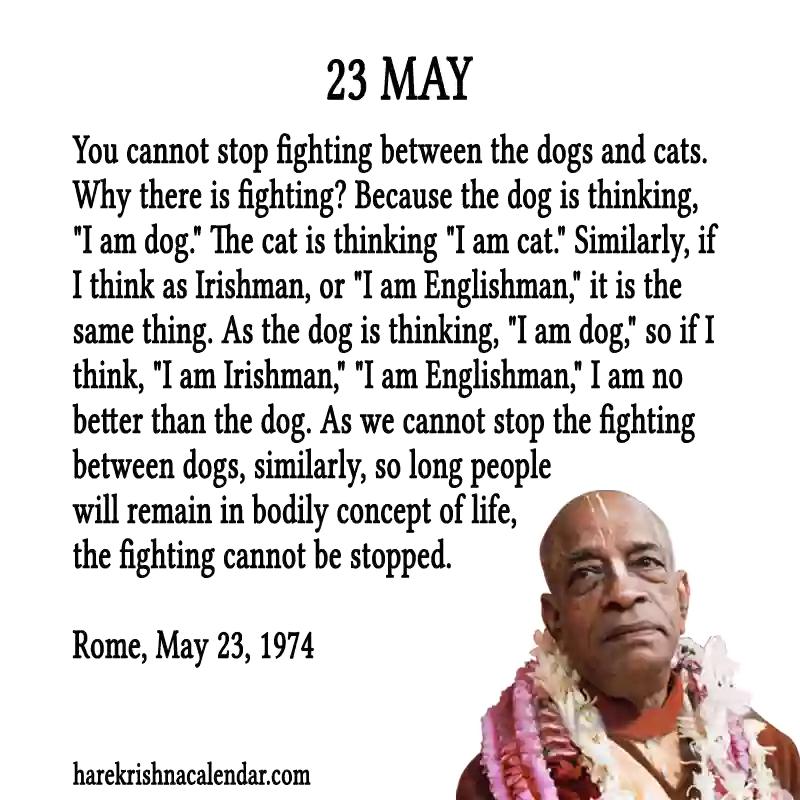 23 MAY
You cannot stop fighting between the dogs and cats.
Why there is fighting? Because the dog is thinking,
"I am dog." The cat is thinking "I am cat." Similarly, if
I think as Irishman, or "I am Englishman," it is the
same thing. As the dog is thinking, "I am dog," so if I
think, "I am Irishman," "I am Englishman," I am no
better than the dog. As we cannot stop the fighting
between dogs, similarly, so long people
will remain in bodily concept of life,
the fighting cannot be stopped.
Rome, May 23, 1974
harekrishnacalendar.com